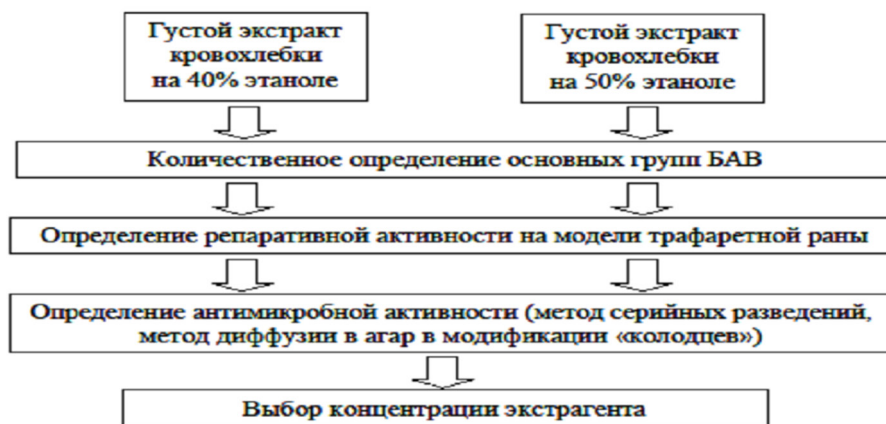 Густой экстракт
кровохлебки
на 40% этаноле
Густой экстракт
кровохлебки
на 50% этаноле
Количественное определение основных групп БАВ
Определение репаративной активности на модели трафаретной раны
Определение антимикробной активности (метод серийных разведений,
метод диффузии в агар в модификации «колодцев»)
Выбор концентрации экстрагента